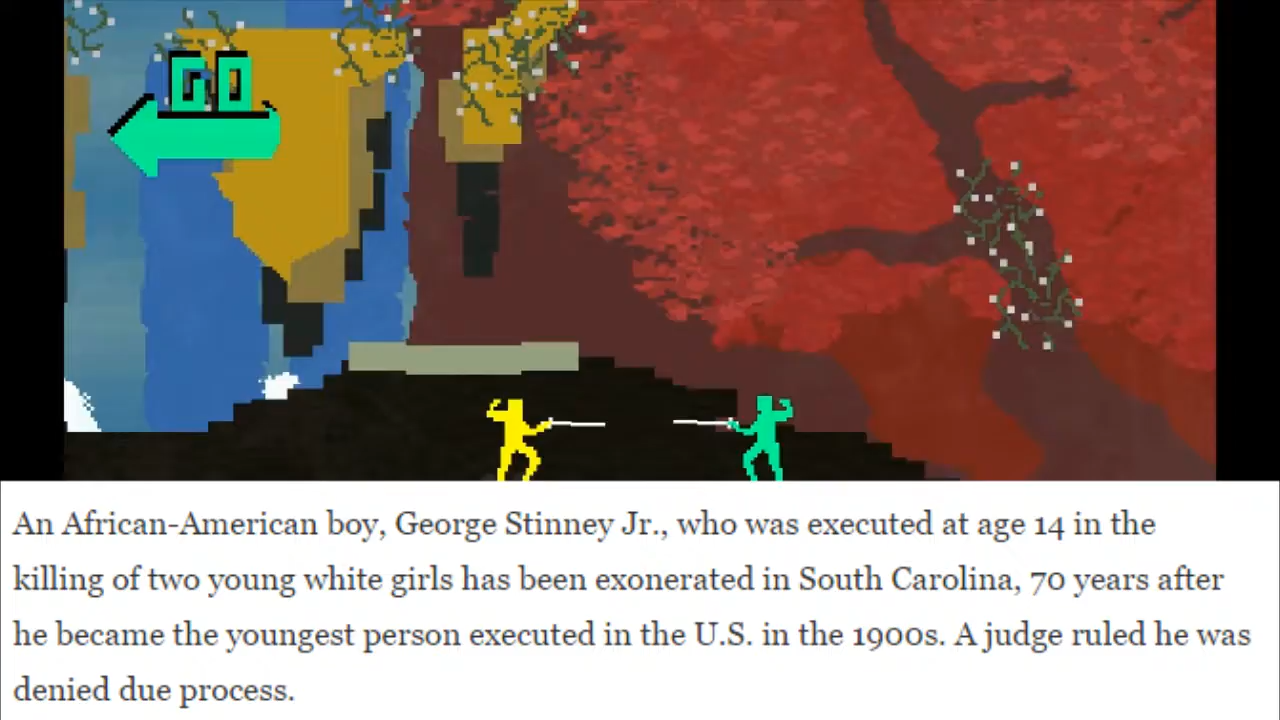 GO
An African-American boy, George Stinney Jr., who was executed at age 14 in the
killing of two young white girls has been exonerated in South Carolina, 70 years after
he became the youngest person executed in the U.S. in the 1900s. A judge ruled he was
denied due process.